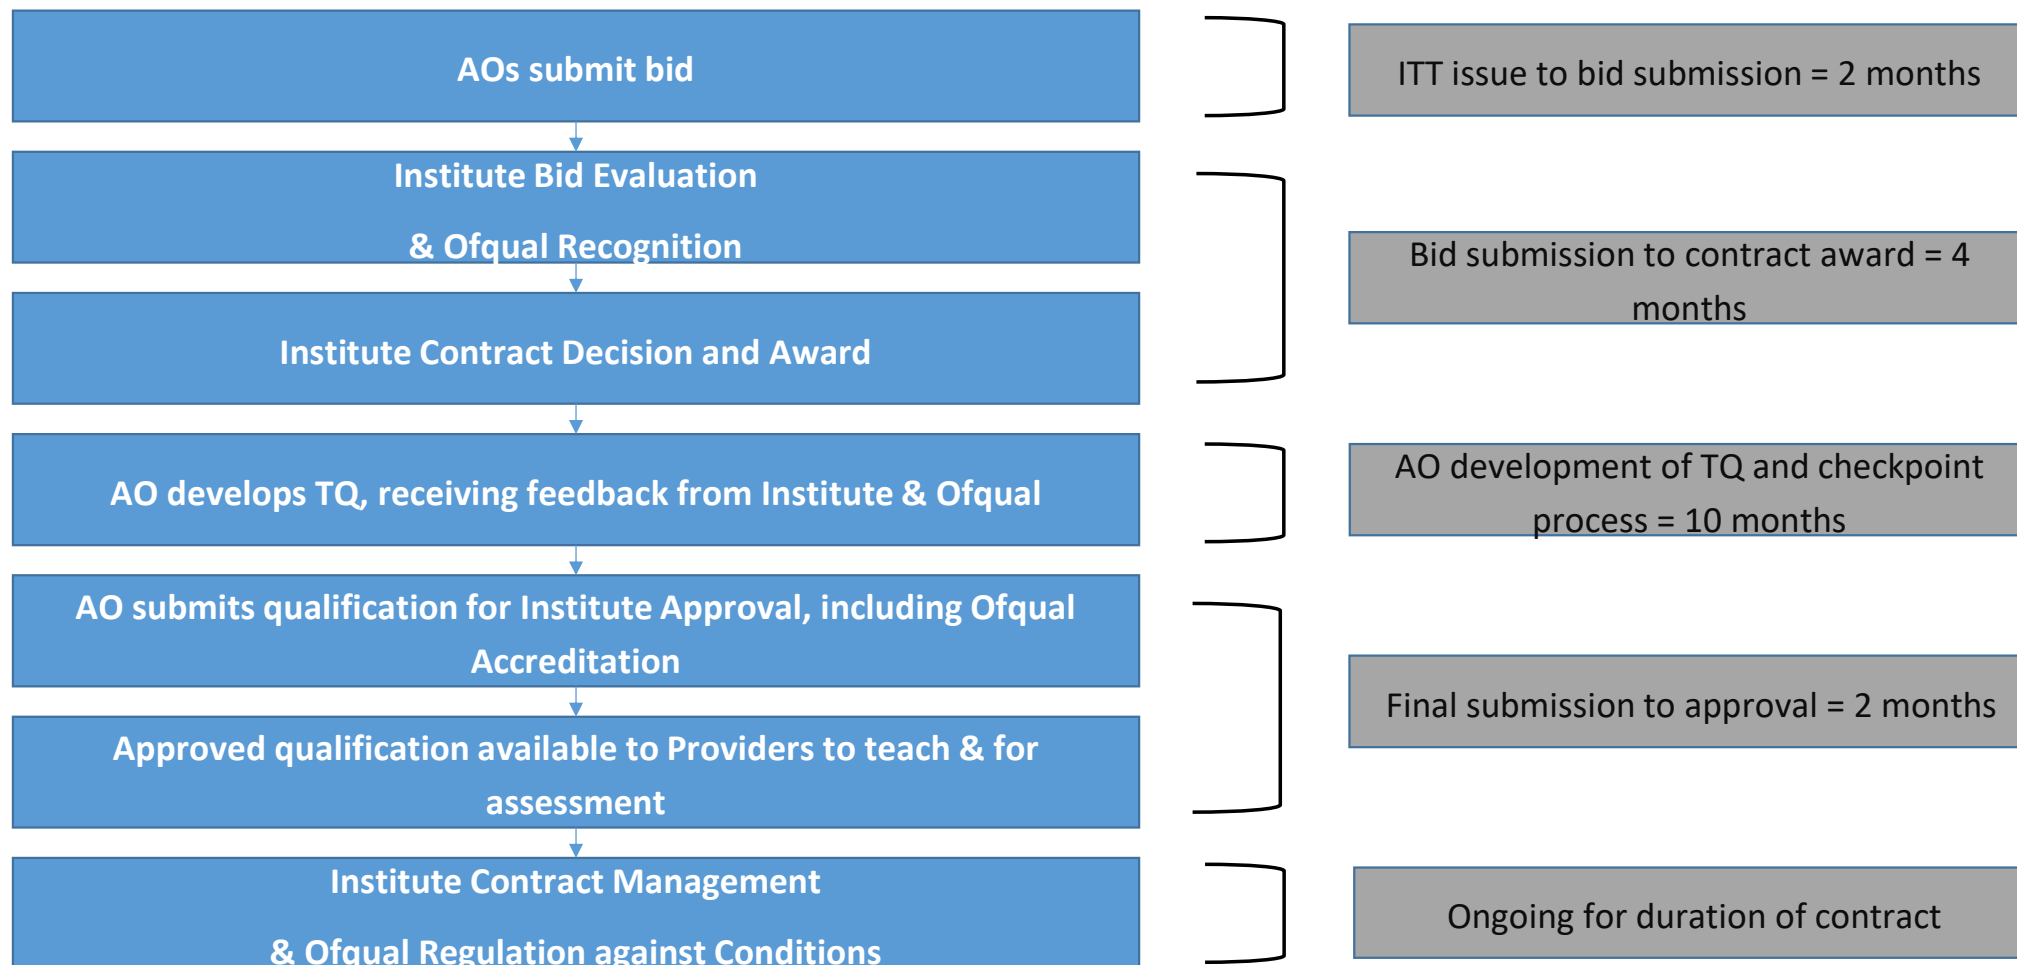 AOs submit bid
ITT issue to bid submission = 2 months
Institute Bid Evaluation
& Ofqual Recognition
Bid submission to contract award = 4
months
Institute Contract Decision and Award
AO develops TQ, receiving feedback from Institute & Ofqual
AO development of TQ and checkpoint
process = 10 months
AO submits qualification for Institute Approval, including Ofqual
Accreditation
Final submission to approval = 2 months
Approved qualification available to Providers to teach & for
assessment
Institute Contract Management
& Ofqual Regulation against Conditions
Ongoing for duration of contract